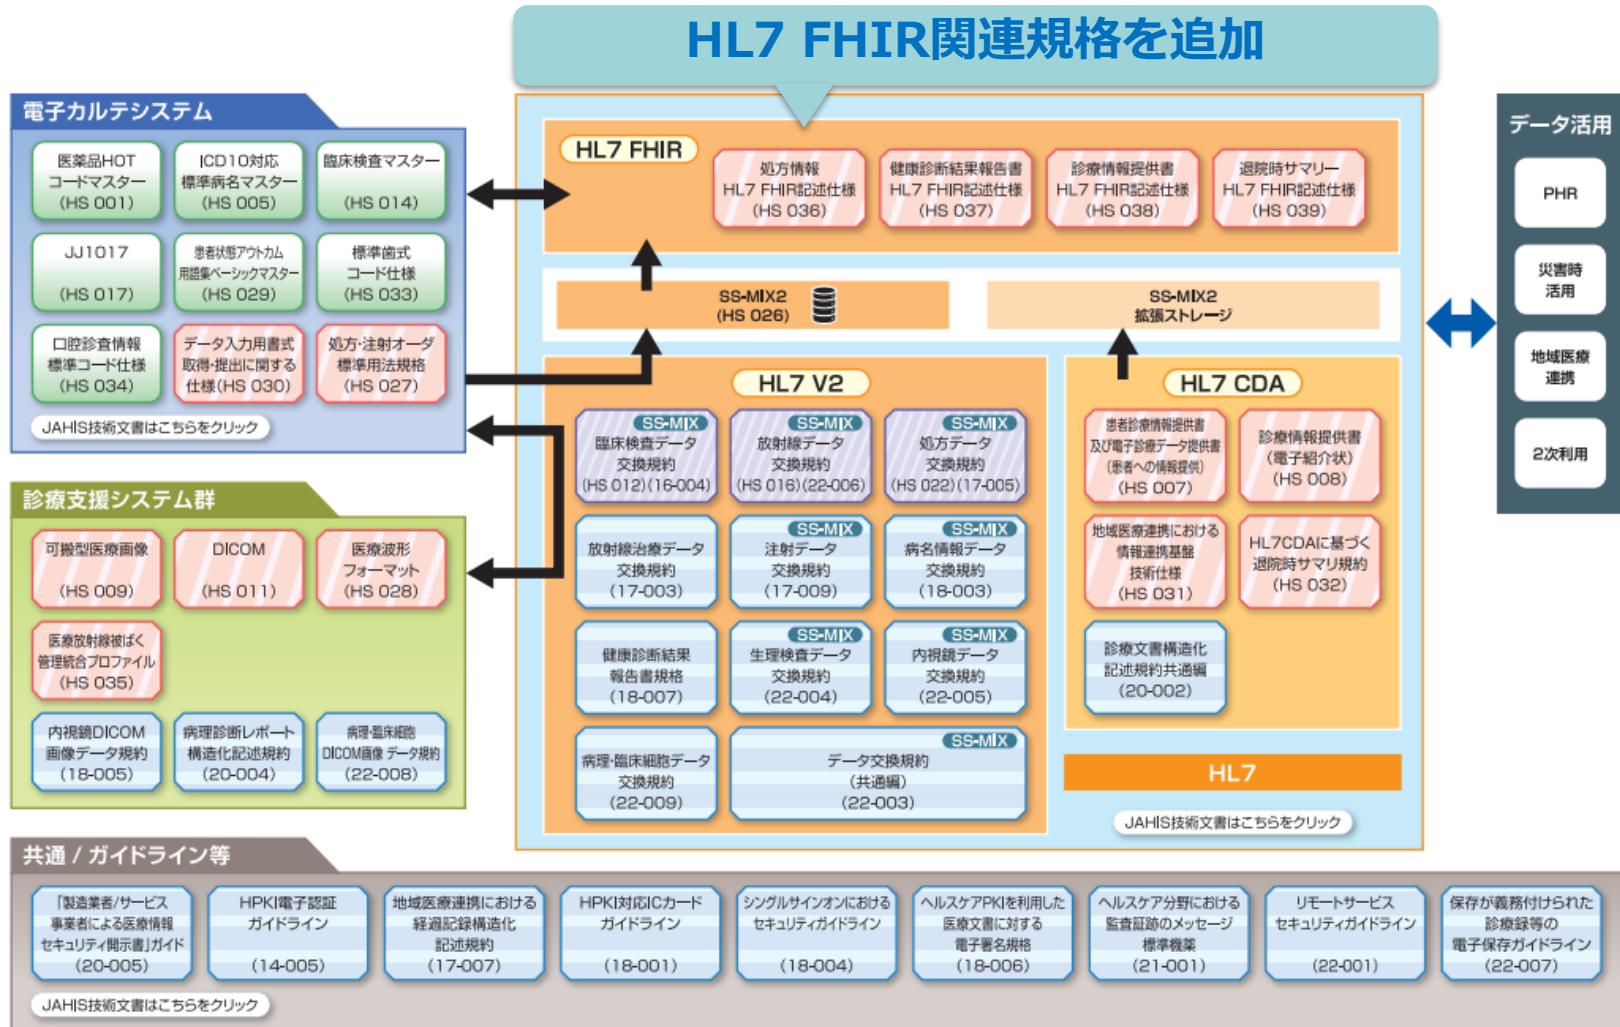 HL7 FHIR関連規格を追加
電子カルテシステム
医薬品HOT
コードマスター
(HS 001)
ICD10対応
標準病名マスター
(HS 005)
臨床検査マスター
(HS 014)
JJ1017
(HS 017)
患者状態アウトカム
用語集ベーシックマスター
(HS 029)
標準歯式
コード仕様
(HS 033)
口腔診査情報
標準コード仕様
(HS 034)
データ入力用書式
取得・提出に関する
仕様(HS 030)
処方・注射オーダ
標準用法規格
(HS 027)
JAHIS技術文書はこちらをクリック
診療支援システム群
可搬型医療画像
(HS 009)
DICOM
(HS 011)
医療波形
フォーマット
(HS 028)
医療放射線被ばく
管理統合プロファイル
(HS 035)
内視鏡DICOM
画像データ規約
(18-005)
病理診断レポート
構造化記述規約
(20-004)
病理・臨床細胞
DICOM画像 データ規約
(22-008)
HL7 FHIR
処方情報
HL7 FHIR記述仕様
(HS 036)
健康診断結果報告書
HL7 FHIR記述仕様
(HS 037)
診療情報提供書
HL7 FHIR記述仕様
(HS 038)
退院時サマリー
HL7 FHIR記述仕様
(HS 039)
SS-MIX2
(HS 026)
SS-MIX2
拡張ストレージ
HL7 V2
SS-MIX
臨床検査データ
交換規約
(HS 012)(16-004)
SS-MIX
放射線データ
交換規約
(HS 016)(22-006)
SS-MIX
処方データ
交換規約
(HS 022)(17-005)
放射線治療データ
交換規約
(17-003)
SS-MIX
注射データ
交換規約
(17-009)
SS-MIX
病名情報データ
交換規約
(18-003)
健康診断結果
報告書規格
(18-007)
SS-MIX
生理検査データ
交換規約
(22-004)
SS-MIX
内視鏡データ
交換規約
(22-005)
病理・臨床細胞データ
交換規約
(22-009)
SS-MIX
データ交換規約
(共通編)
(22-003)
HL7 CDA
患者診療情報提供書
及び電子診療データ提供書
(患者への情報提供)
(HS 007)
診療情報提供書
(電子紹介状)
(HS 008)
地域医療連携における
情報連携基盤
技術仕様
(HS 031)
HL7CDAに基づく
退院時サマリ規約
(HS 032)
診療文書構造化
記述規約共通編
(20-002)
HL7
JAHIS技術文書はこちらをクリック
データ活用
PHR
災害時
活用
地域医療
連携
2次利用
共通 / ガイドライン等
「製造業者/サービス
事業者による医療情報
セキュリティ開示書」ガイド
(20-005)
HPKI電子認証
ガイドライン
(14-005)
地域医療連携における
経過記録構造化
記述規約
(17-007)
HPKI対応ICカード
ガイドライン
(18-001)
シングルサインオンにおける
セキュリティガイドライン
(18-004)
ヘルスケアPKIを利用した
医療文書に対する
電子署名規格
(18-006)
ヘルスケア分野における
監査証跡のメッセージ
標準機薬
(21-001)
リモートサービス
セキュリティガイドライン
(22-001)
保存が義務付けられた
診療録等の
電子保存ガイドライン
(22-007)
JAHIS技術文書はこちらをクリック